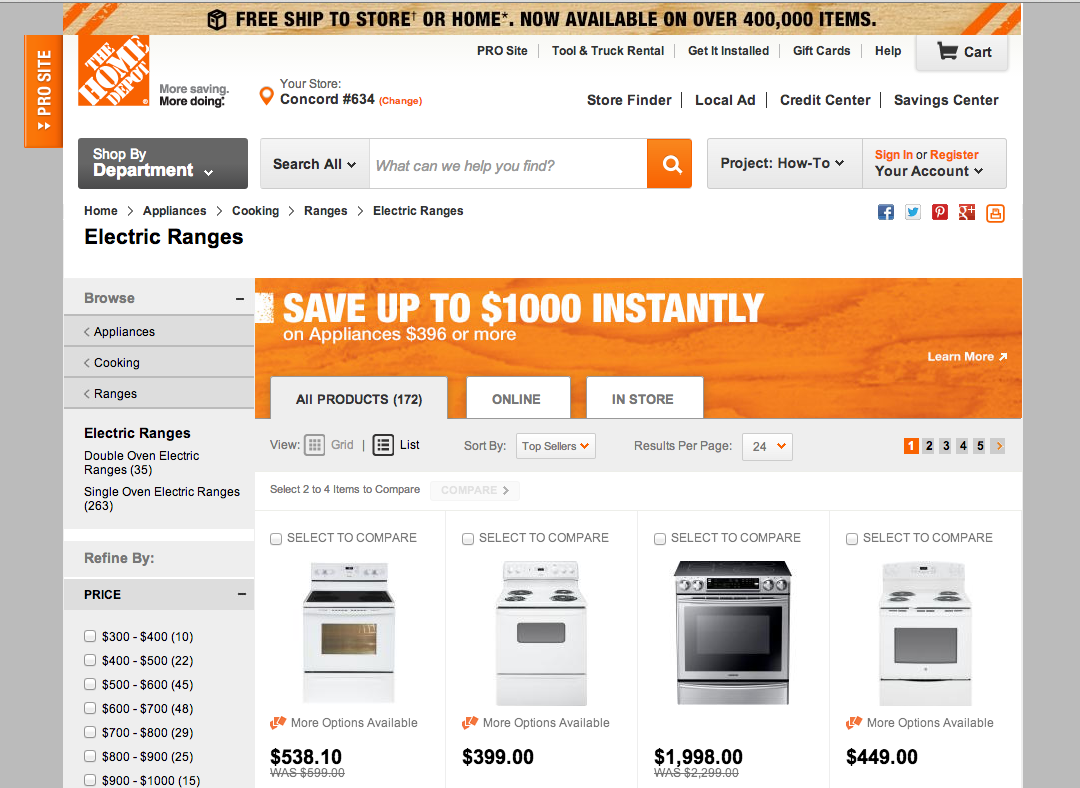 FREE SHIP TO STORE† OR HOME*. NOW AVAILABLE ON OVER 400,000 ITEMS.
PRO SITE
THE HOME DEPOT
More saving.
More doing.
Your Store:
Concord #634 (Change)
PRO Site
Tool & Truck Rental
Get It Installed
Gift Cards
Help
Cart
Store Finder
Local Ad
Credit Center
Savings Center
Shop By
Department
Search All
What can we help you find?
Project: How-To
Sign In or Register
Your Account
Home > Appliances > Cooking > Ranges > Electric Ranges
Electric Ranges
Browse
< Appliances
< Cooking
< Ranges
Electric Ranges
Double Oven Electric
Ranges (35)
Single Oven Electric Ranges
(263)
Refine By:
PRICE
$300 - $400 (10)
$400 - $500 (22)
$500 - $600 (45)
$600 - $700 (48)
$700 - $800 (29)
$800 - $900 (25)
$900 - $1000 (15)
SAVE UP TO $1000 INSTANTLY
on Appliances $396 or more
Learn More
All PRODUCTS (172)
ONLINE
IN STORE
View: Grid | List
Sort By: Top Sellers
Results Per Page: 24
1 2 3 4 5 >
Select 2 to 4 Items to Compare
COMPARE >
SELECT TO COMPARE
SELECT TO COMPARE
SELECT TO COMPARE
SELECT TO COMPARE
More Options Available
More Options Available
More Options Available
$538.10
WAS $599.00
$399.00
$1,998.00
WAS $2,299.00
$449.00